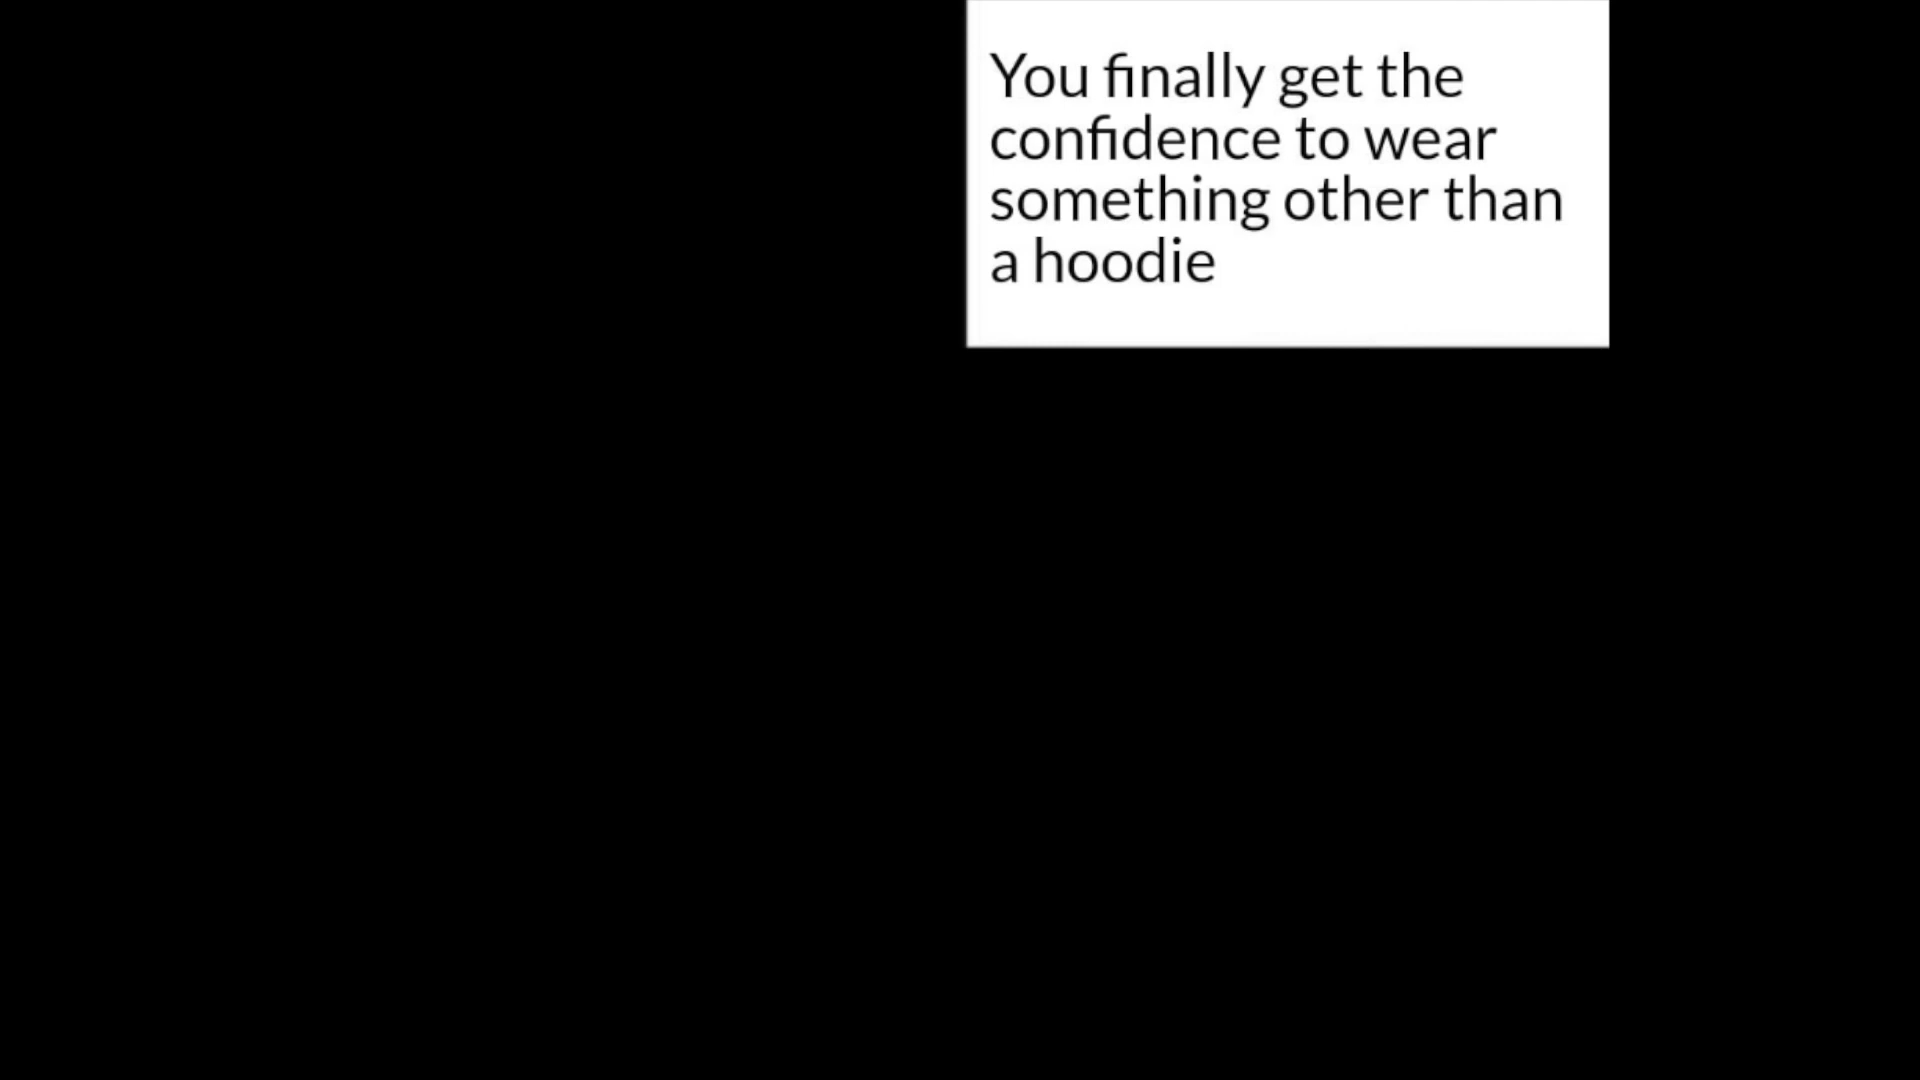 You finally get the
confidence to wear
something other than
a hoodie